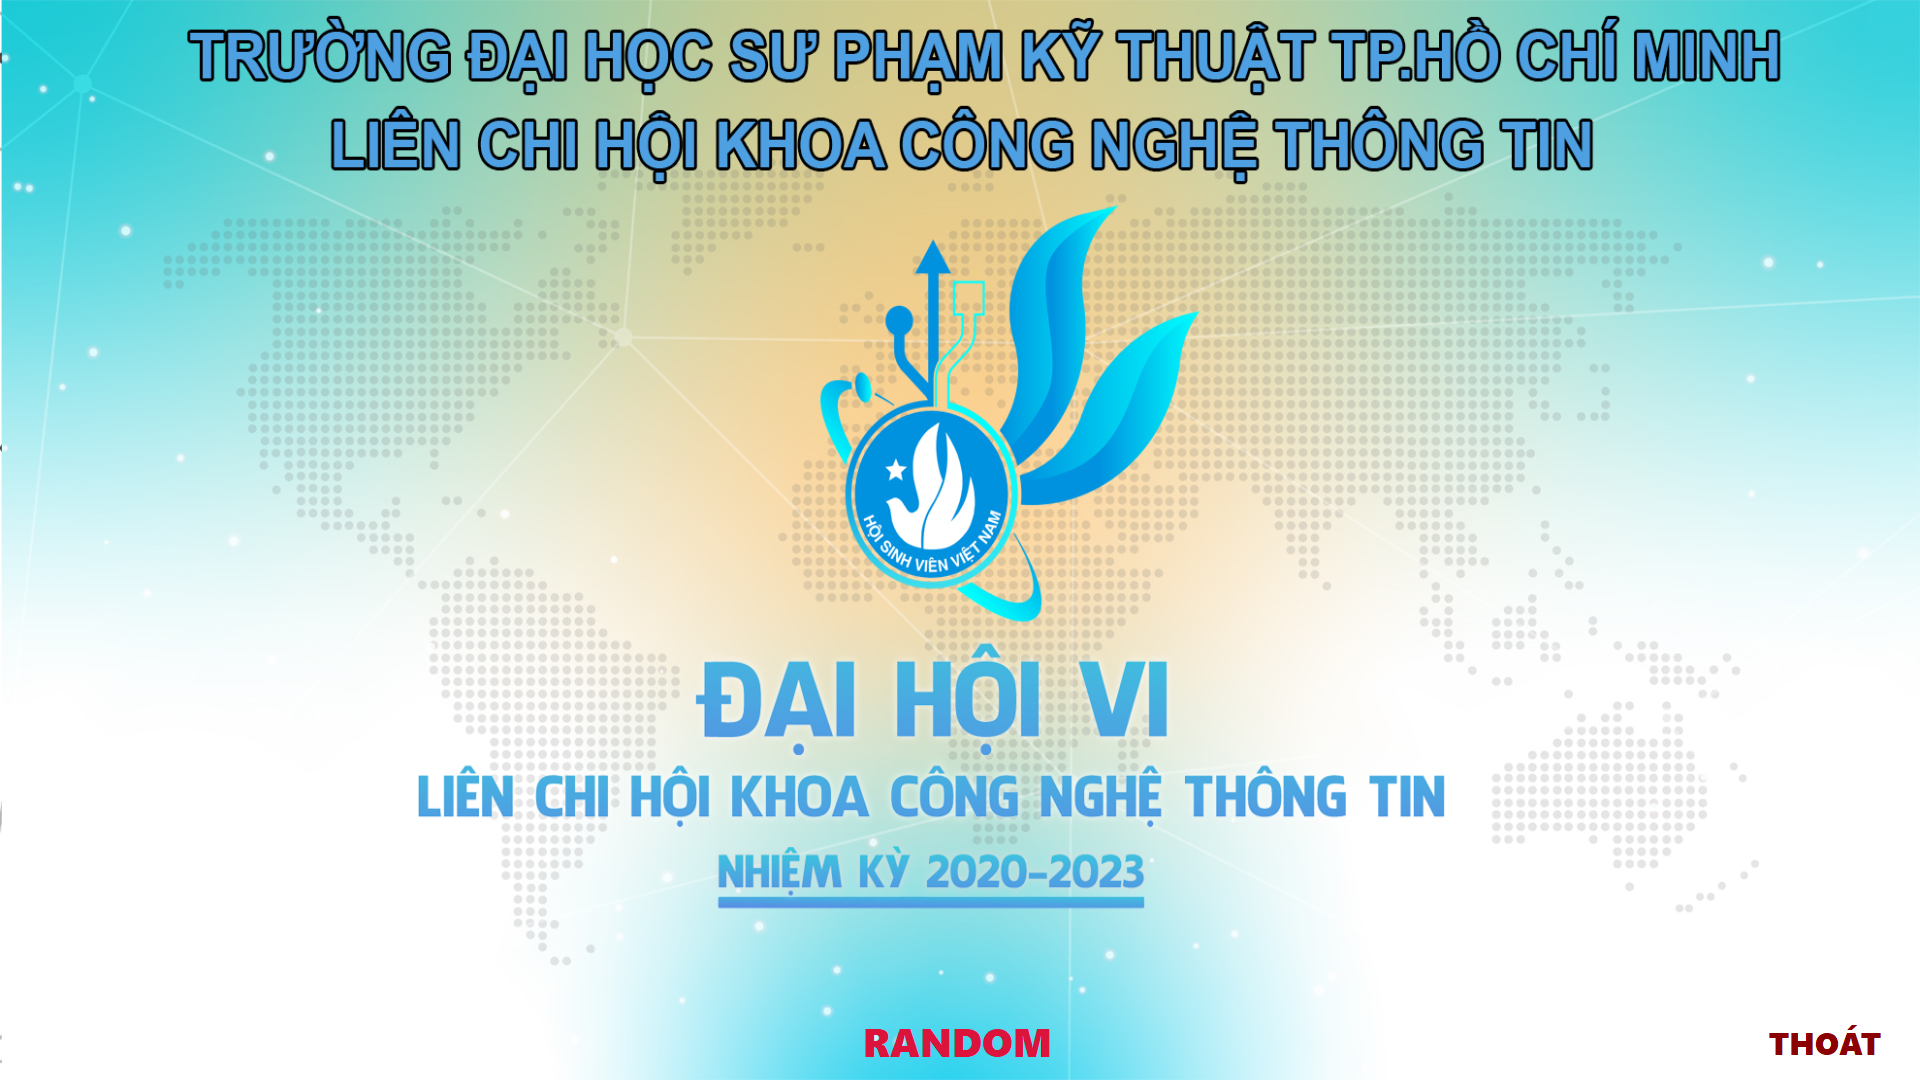 TRƯỜNG ĐẠI HỌC SƯ PHẠM KỸ THUẬT TP.HỒ CHÍ MINH
LIÊN CHI HỘI KHOA CÔNG NGHỆ THÔNG TIN
HỘI SINH VIÊN VIỆT NAM
ĐẠI HỘI VI
LIÊN CHI HỘI KHOA CÔNG NGHỆ THÔNG TIN
NHIỆM KỲ 2020-2023
RANDOM
THOÁT